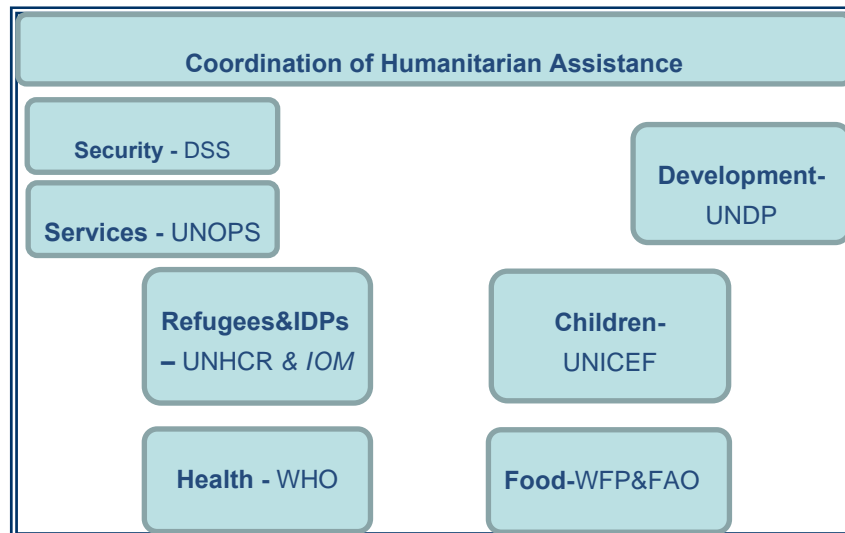 Coordination of Humanitarian Assistance
Security - DSS
Services - UNOPS
Development-
UNDP
Refugees&IDPs
– UNHCR & IOM
Children-
UNICEF
Health - WHO
Food-WFP&FAO